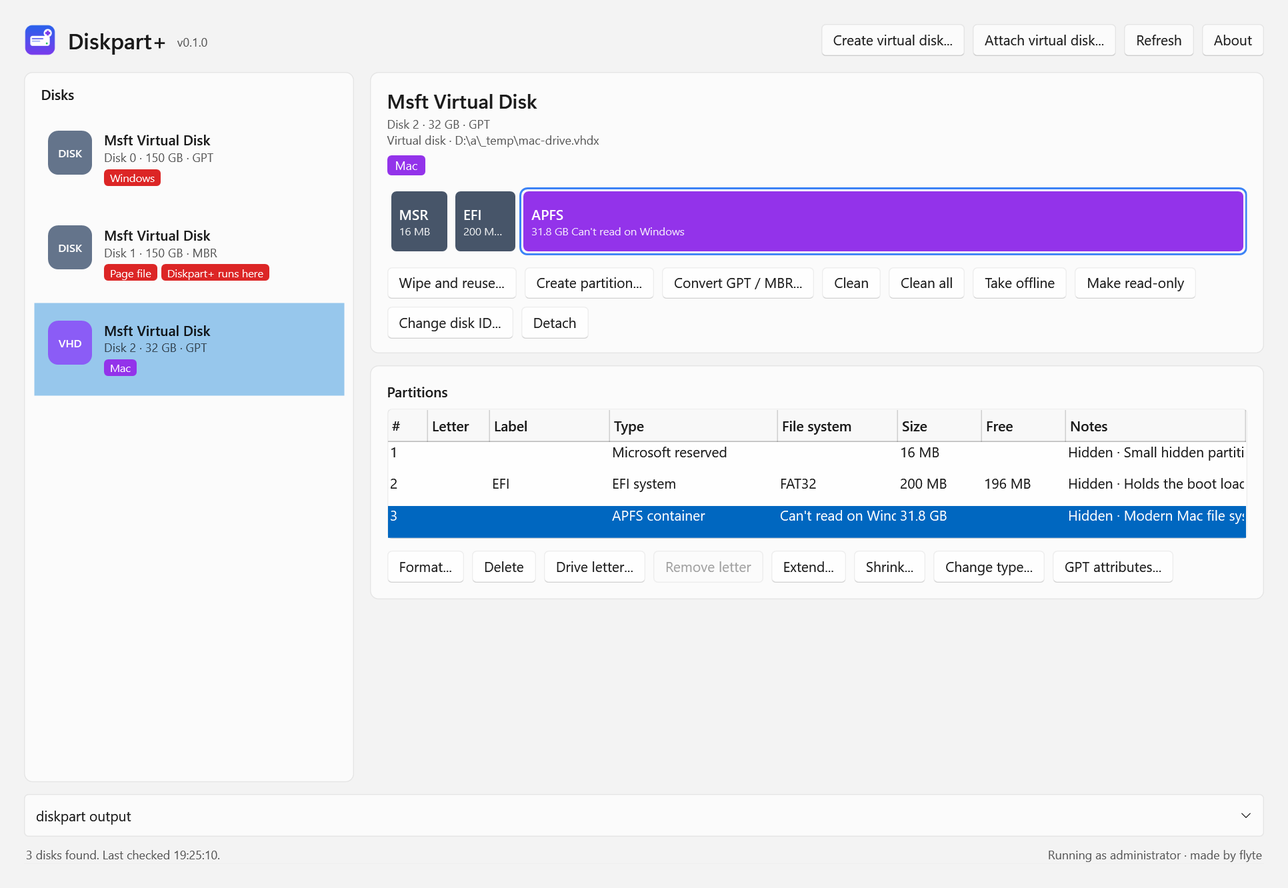 Diskpart+ v0.1.0
Create virtual disk... Attach virtual disk... Refresh About
Disks
DISK
Msft Virtual Disk
Disk 0 · 150 GB · GPT
Windows
DISK
Msft Virtual Disk
Disk 1 · 150 GB · MBR
Page file Diskpart+ runs here
VHD
Msft Virtual Disk
Disk 2 · 32 GB · GPT
Mac
Msft Virtual Disk
Disk 2 · 32 GB · GPT
Virtual disk · D:\a\_temp\mac-drive.vhdx
Mac
MSR EFI APFS
16 MB 200 M... 31.8 GB Can't read on Windows
Wipe and reuse... Create partition... Convert GPT / MBR... Clean Clean all Take offline Make read-only
Change disk ID... Detach
Partitions
# Letter Label Type File system Size Free Notes
1 Microsoft reserved 16 MB Hidden · Small hidden partiti
2 EFI EFI system FAT32 200 MB 196 MB Hidden · Holds the boot load
3 APFS container Can't read on Winc 31.8 GB Hidden · Modern Mac file sys
Format... Delete Drive letter... Remove letter Extend... Shrink... Change type... GPT attributes...
diskpart output
3 disks found. Last checked 19:25:10.
Running as administrator · made by flyte